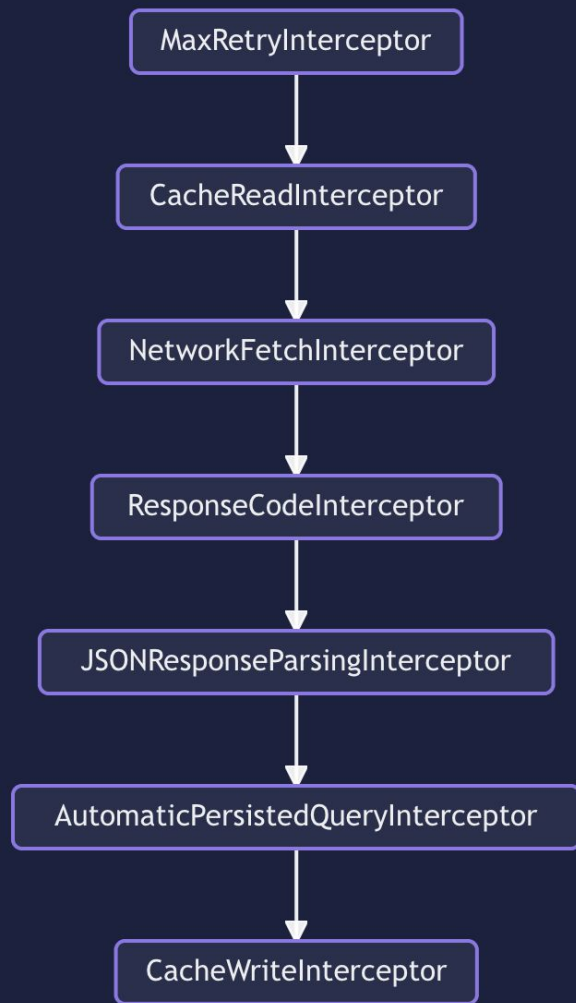 MaxRetryInterceptor
CacheReadInterceptor
NetworkFetchInterceptor
ResponseCodeInterceptor
JSONResponseParsingInterceptor
AutomaticPersistedQueryInterceptor
CacheWriteInterceptor